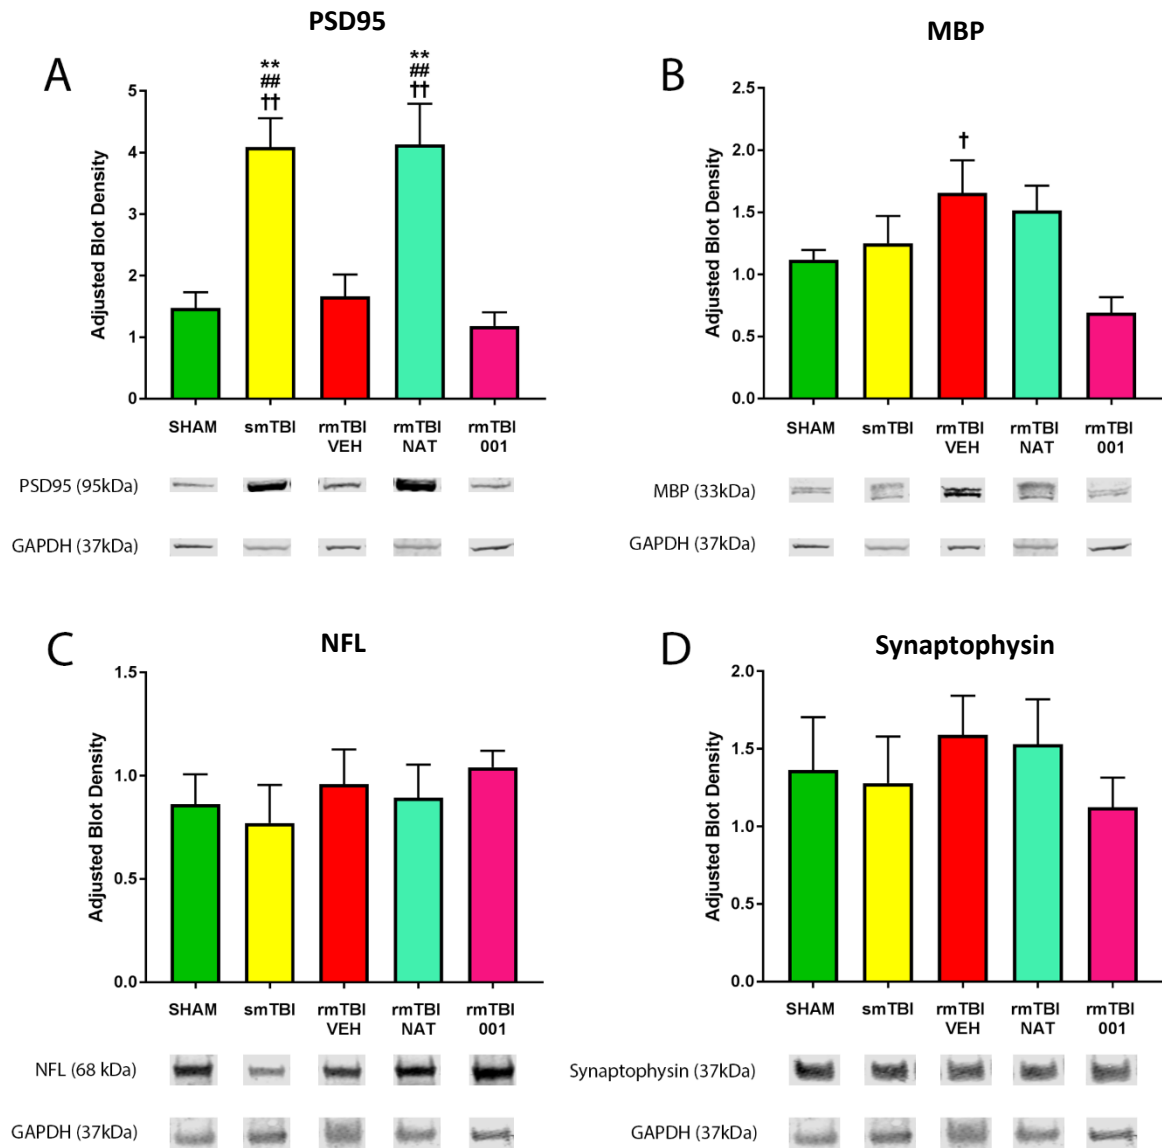 PSD95
A
**
##
††
**
##
††
Adjusted Blot Density
5
4
3
2
1
0
SHAM smTBI rmTBI VEH rmTBI NAT rmTBI 001
PSD95 (95kDa)
GAPDH (37kDa)
MBP
B
†
Adjusted Blot Density
2.5
2.0
1.5
1.0
0.5
0.0
SHAM smTBI rmTBI VEH rmTBI NAT rmTBI 001
MBP (33kDa)
GAPDH (37kDa)
NFL
C
Adjusted Blot Density
1.5
1.0
0.5
0.0
SHAM smTBI rmTBI VEH rmTBI NAT rmTBI 001
NFL (68 kDa)
GAPDH (37kDa)
Synaptophysin
D
Adjusted Blot Density
2.0
1.5
1.0
0.5
0.0
SHAM smTBI rmTBI VEH rmTBI NAT rmTBI 001
Synaptophysin (37kDa)
GAPDH (37kDa)